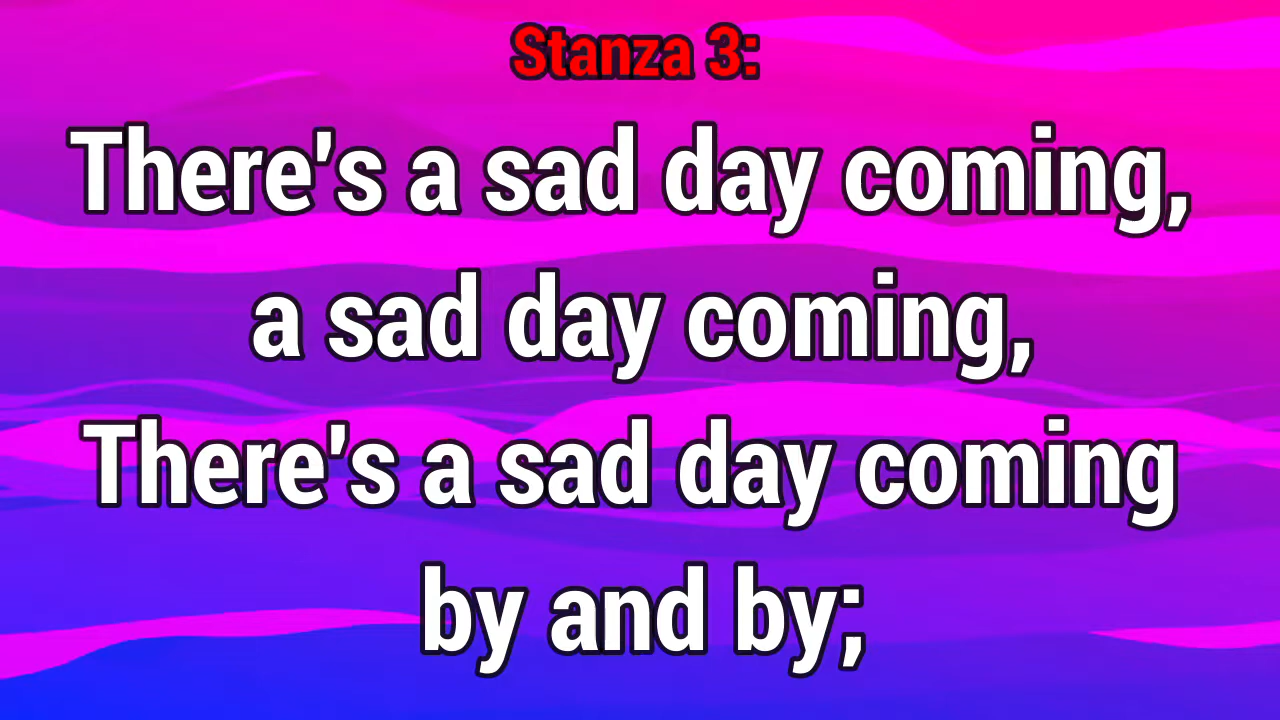 Stanza 3:
There's a sad day coming,
a sad day coming,
There's a sad day coming
by and by;